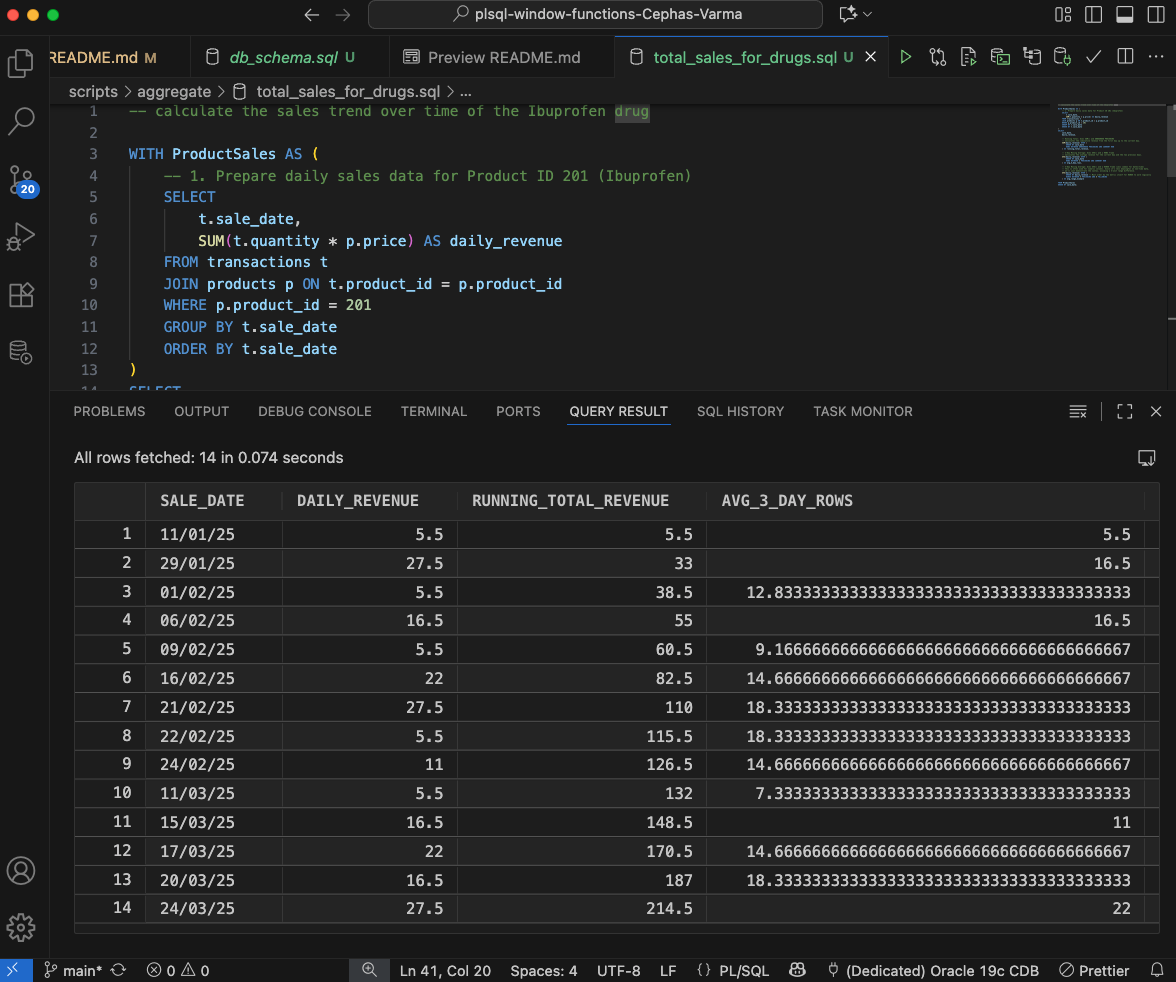 plsql-window-functions-Cephas-Varma
README.md M
db_schema.sql U
Preview README.md
total_sales_for_drugs.sql U
scripts > aggregate > total_sales_for_drugs.sql > ...
1 -- calculate the sales trend over time of the Ibuprofen drug
2
3 WITH ProductSales AS (
4 -- 1. Prepare daily sales data for Product ID 201 (Ibuprofen)
5 SELECT
6 t.sale_date,
7 SUM(t.quantity * p.price) AS daily_revenue
8 FROM transactions t
9 JOIN products p ON t.product_id = p.product_id
10 WHERE p.product_id = 201
11 GROUP BY t.sale_date
12 ORDER BY t.sale_date
13 )
14 SELECT
20
PROBLEMS OUTPUT DEBUG CONSOLE TERMINAL PORTS QUERY RESULT SQL HISTORY TASK MONITOR
All rows fetched: 14 in 0.074 seconds
SALE_DATE DAILY_REVENUE RUNNING_TOTAL_REVENUE AVG_3_DAY_ROWS
1 11/01/25 5.5 5.5 5.5
2 29/01/25 27.5 33 16.5
3 01/02/25 5.5 38.5 12.8333333333333333333333333333333333333
4 06/02/25 16.5 55 16.5
5 09/02/25 5.5 60.5 9.16666666666666666666666666666666666667
6 16/02/25 22 82.5 14.6666666666666666666666666666666666667
7 21/02/25 27.5 110 18.3333333333333333333333333333333333333
8 22/02/25 5.5 115.5 18.3333333333333333333333333333333333333
9 24/02/25 11 126.5 14.6666666666666666666666666666666666667
10 11/03/25 5.5 132 7.33333333333333333333333333333333333333
11 15/03/25 16.5 148.5 11
12 17/03/25 22 170.5 14.6666666666666666666666666666666666667
13 20/03/25 16.5 187 18.3333333333333333333333333333333333333
14 24/03/25 27.5 214.5 22
main* 0 0 Ln 41, Col 20 Spaces: 4 UTF-8 LF {} PL/SQL (Dedicated) Oracle 19c CDB Prettier